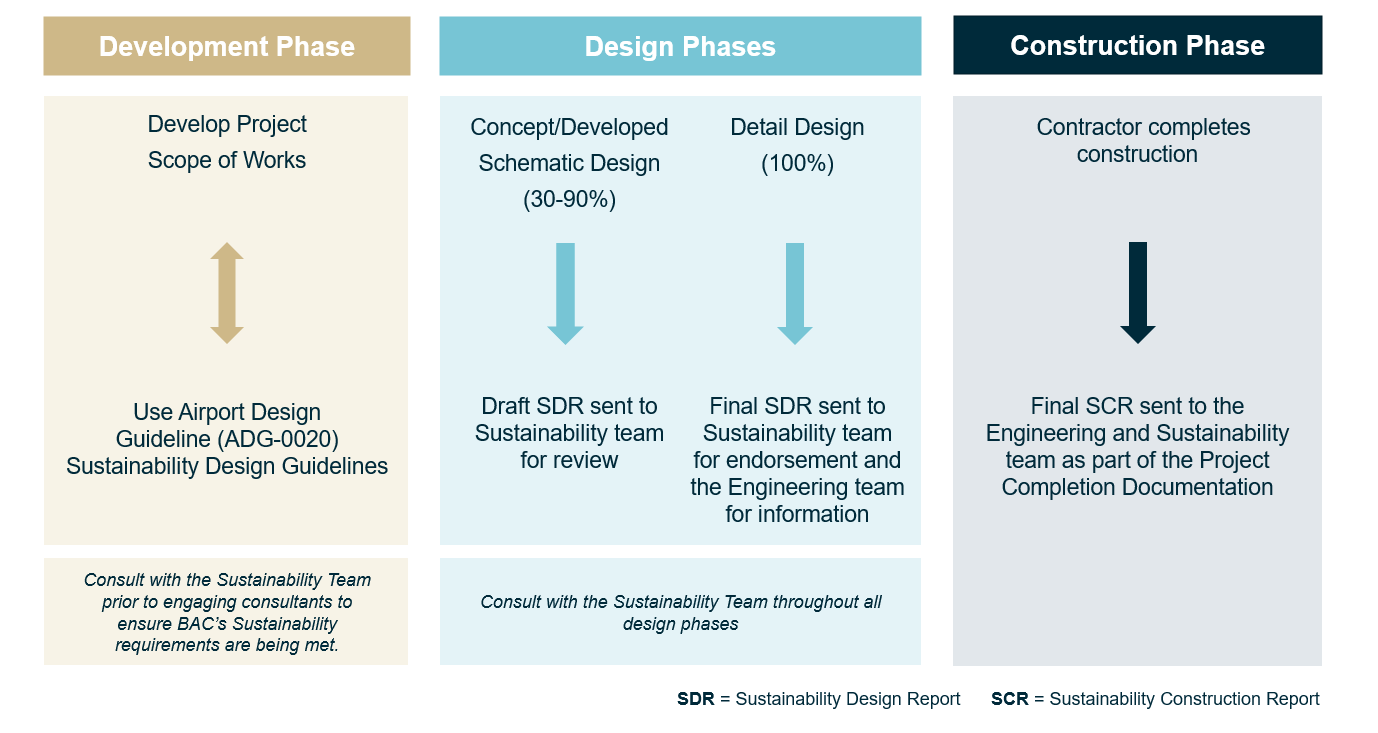 Development Phase
Develop Project
Scope of Works
Use Airport Design
Guideline (ADG-0020)
Sustainability Design Guidelines
Consult with the Sustainability Team
prior to engaging consultants to
ensure BAC’s Sustainability
requirements are being met.
Design Phases
Concept/Developed
Schematic Design
(30-90%)
Draft SDR sent to
Sustainability team
for review
Detail Design
(100%)
Final SDR sent to
Sustainability team
for endorsement and
the Engineering team
for information
Consult with the Sustainability Team throughout all
design phases
Construction Phase
Contractor completes
construction
Final SCR sent to the
Engineering and Sustainability
team as part of the Project
Completion Documentation
SDR = Sustainability Design Report
SCR = Sustainability Construction Report